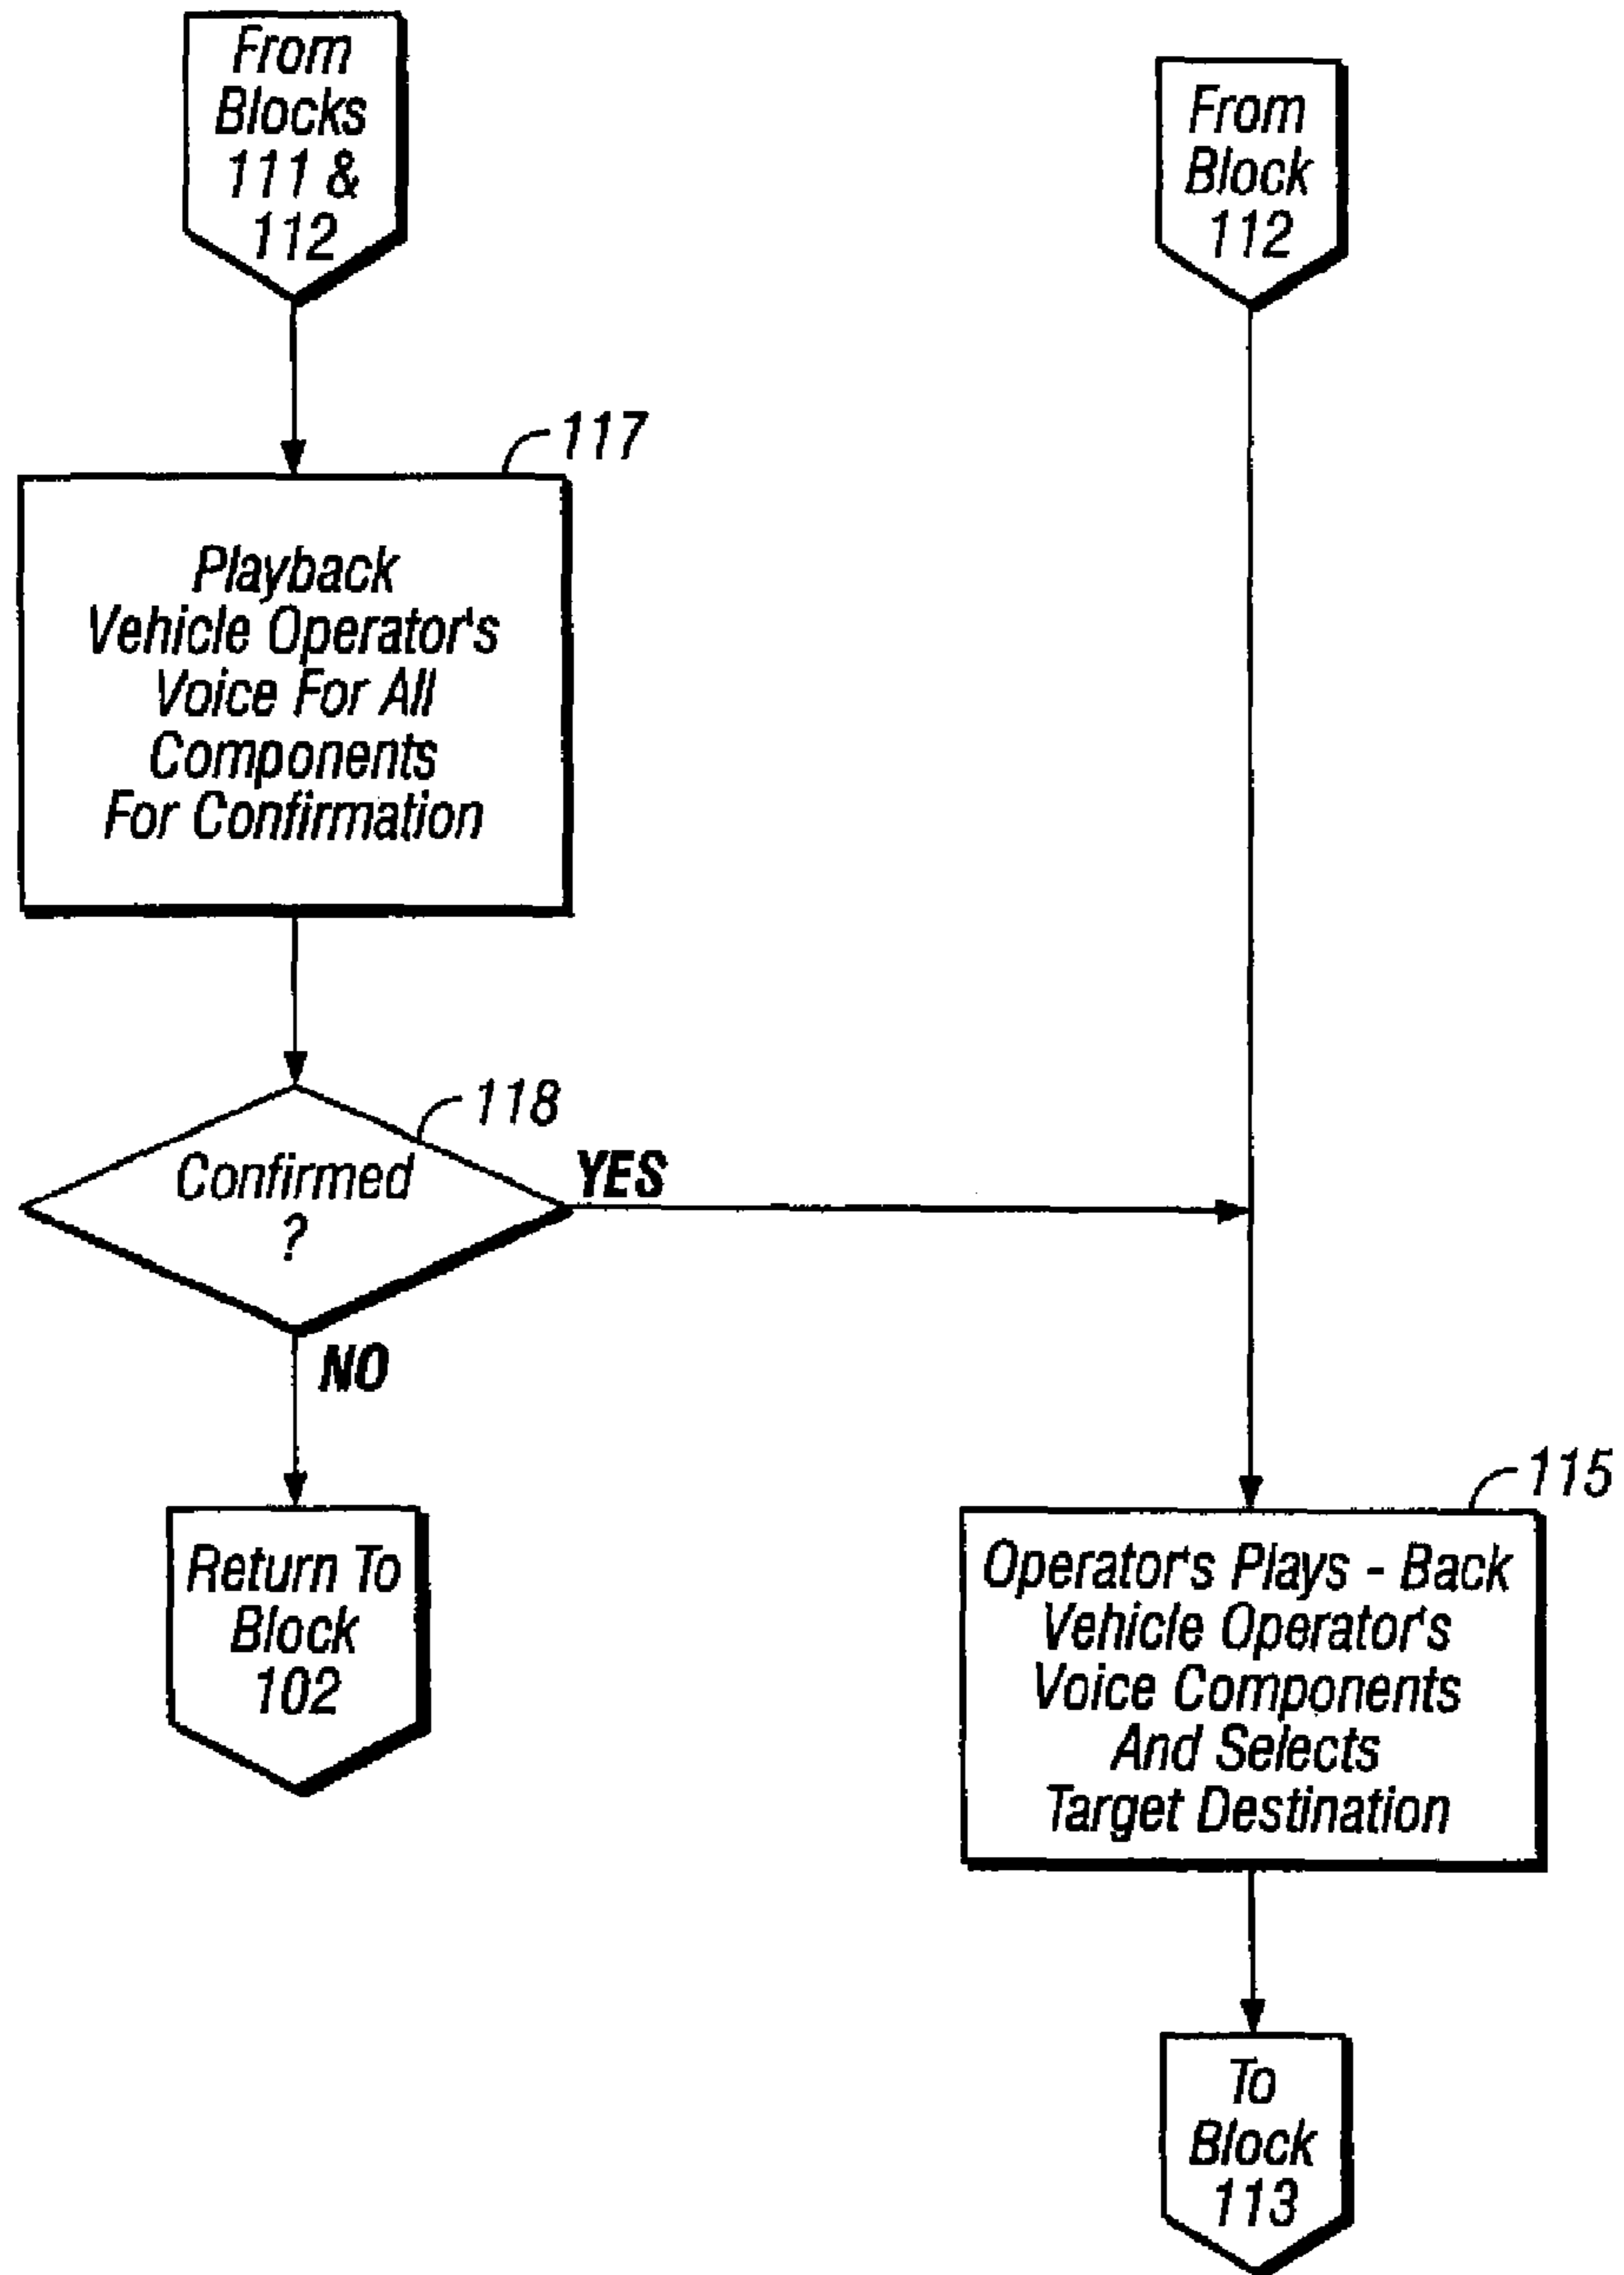 From
Blocks
111 &
112
From
Block
112
117
Playback
Vehicle Operator's
Voice For All
Components
For Confirmation
118
Confirmed
?
YES
NO
Return To
Block
102
115
Operator's Plays - Back
Vehicle Operator's
Voice Components
And Selects
Target Destination
To
Block
113